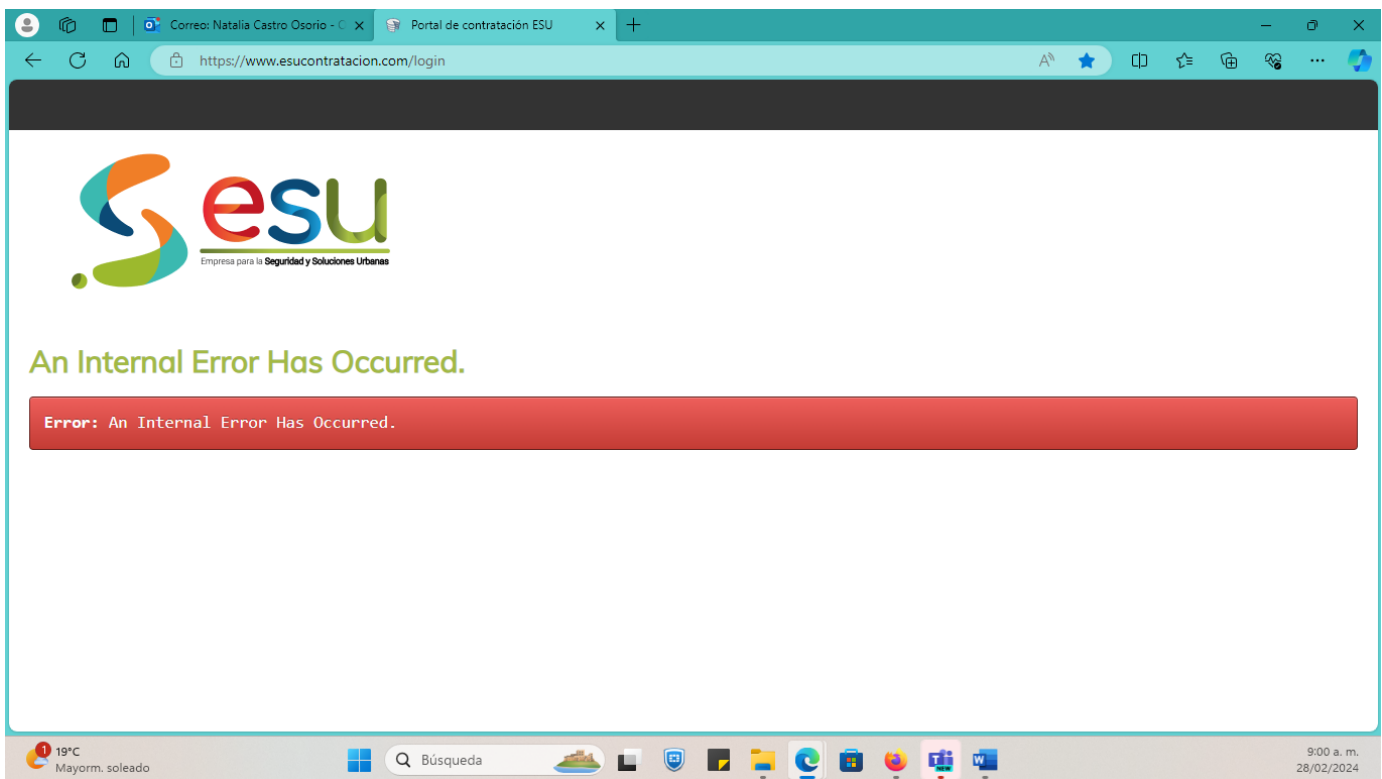 Correo: Natalia Castro Osorio - O
Portal de contratación ESU
https://www.esucontratacion.com/login
esu
Empresa para la Seguridad y Soluciones Urbanas
An Internal Error Has Occurred.
Error: An Internal Error Has Occurred.
1
19°C
Mayorm. soleado
Búsqueda
9:00 a. m.
28/02/2024